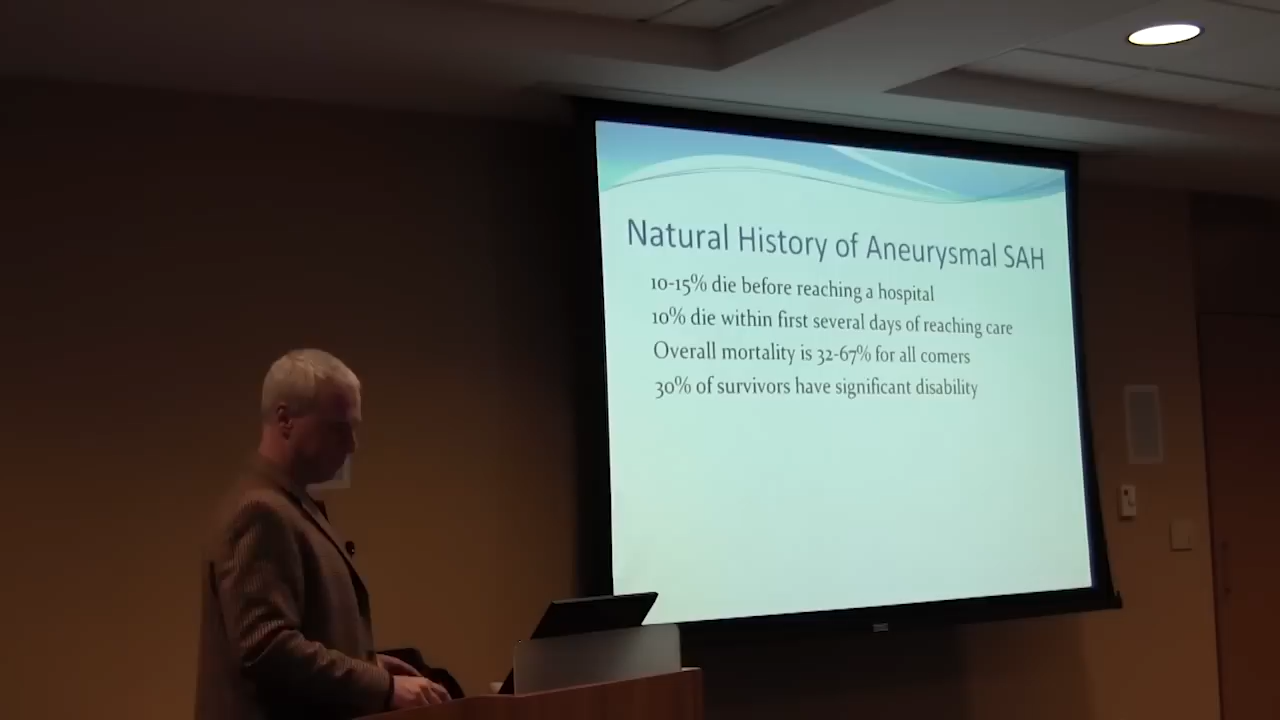 Natural History of Aneurysmal SAH
10-15% die before reaching a hospital
10% die within first several days of reaching care
Overall mortality is 32-67% for all comers
30% of survivors have significant disability